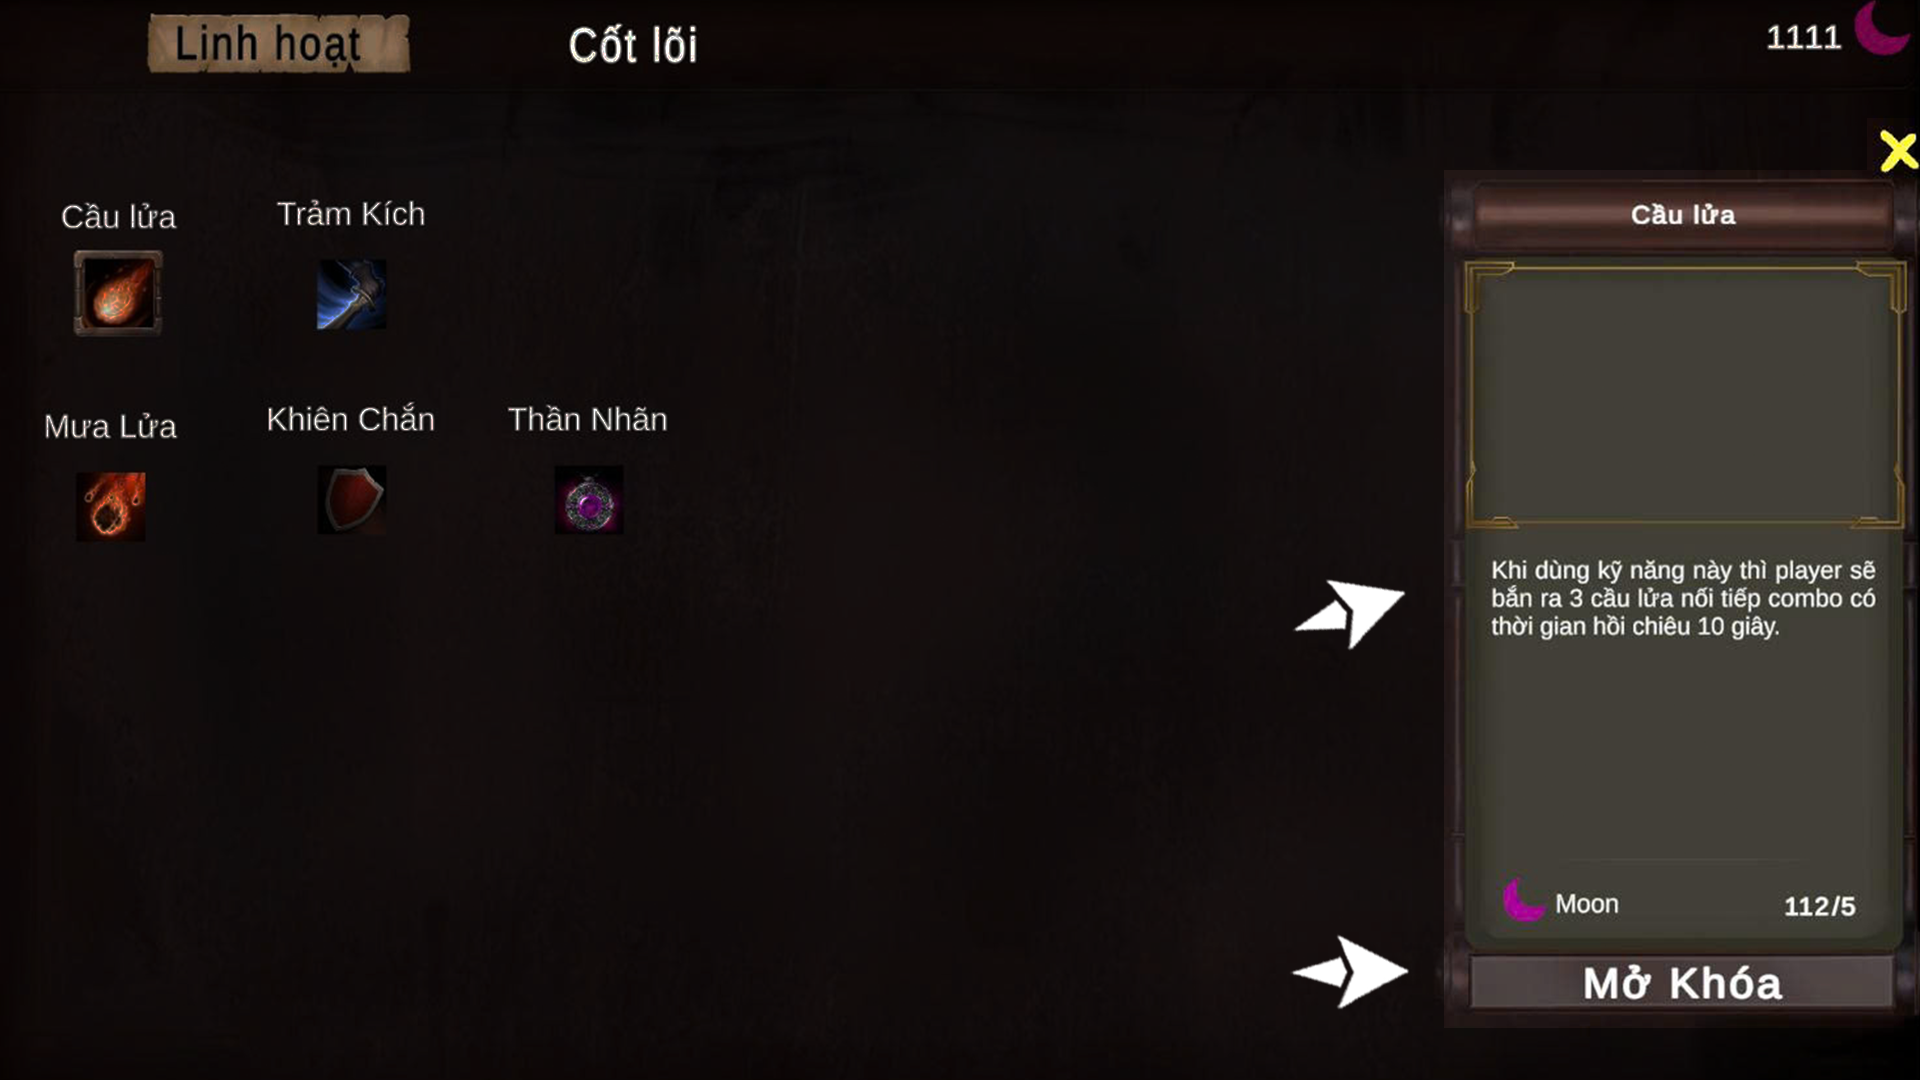 Linh hoạt
Cốt lõi
1111
Cầu lửa
Trảm Kích
Cầu lửa
Mưa Lửa
Khiên Chắn
Thần Nhãn
Khi dùng kỹ năng này thì player sẽ
bắn ra 3 cầu lửa nối tiếp combo có
thời gian hồi chiêu 10 giây.
Moon
112/5
Mở Khóa